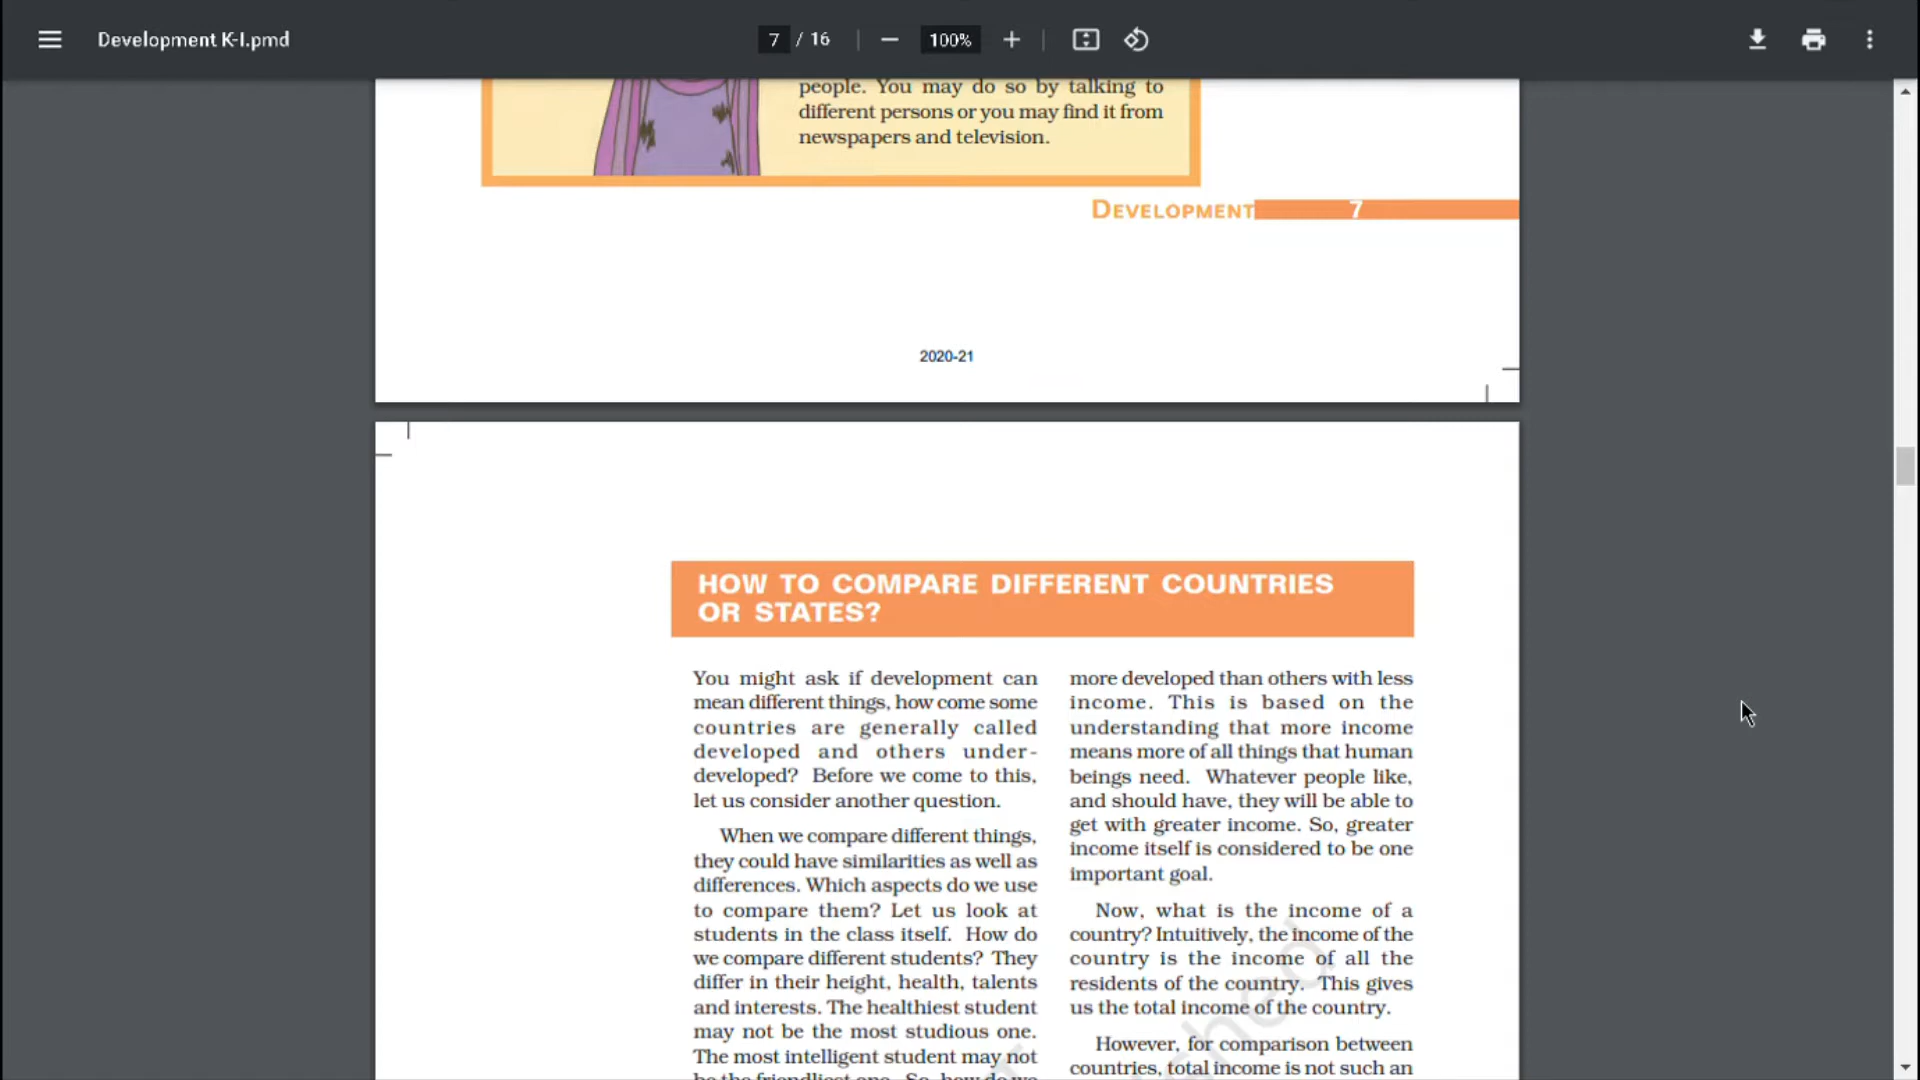 Development K-I.pmd
7 / 16
100%
people. You may do so by talking to
different persons or you may find it from
newspapers and television.
DEVELOPMENT 7
2020-21
HOW TO COMPARE DIFFERENT COUNTRIES
OR STATES?
You might ask if development can
mean different things, how come some
countries are generally called
developed and others under-
developed? Before we come to this,
let us consider another question.
When we compare different things,
they could have similarities as well as
differences. Which aspects do we use
to compare them? Let us look at
students in the class itself. How do
we compare different students? They
differ in their height, health, talents
and interests. The healthiest student
may not be the most studious one.
The most intelligent student may not
be the friendliest one. So, how do we
more developed than others with less
income. This is based on the
understanding that more income
means more of all things that human
beings need. Whatever people like,
and should have, they will be able to
get with greater income. So, greater
income itself is considered to be one
important goal.
Now, what is the income of a
country? Intuitively, the income of the
country is the income of all the
residents of the country. This gives
us the total income of the country.
However, for comparison between
countries, total income is not such an